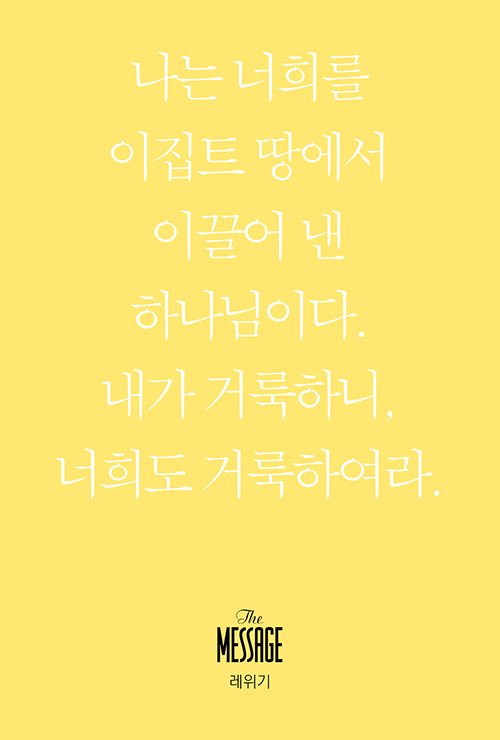 나는 너희를
이집트 땅에서
이끌어 낸
하나님이다.
내가 거룩하니,
너희도 거룩하여라.
The
MESSAGE
레위기